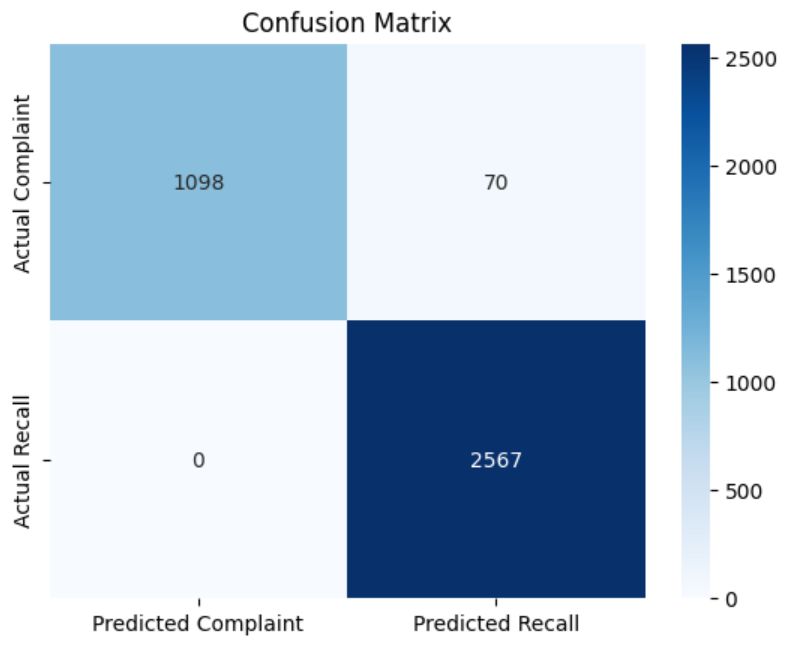 Confusion Matrix
Actual Complaint
1098
70
Actual Recall
0
2567
Predicted Complaint
Predicted Recall
2500
2000
1500
1000
500
0